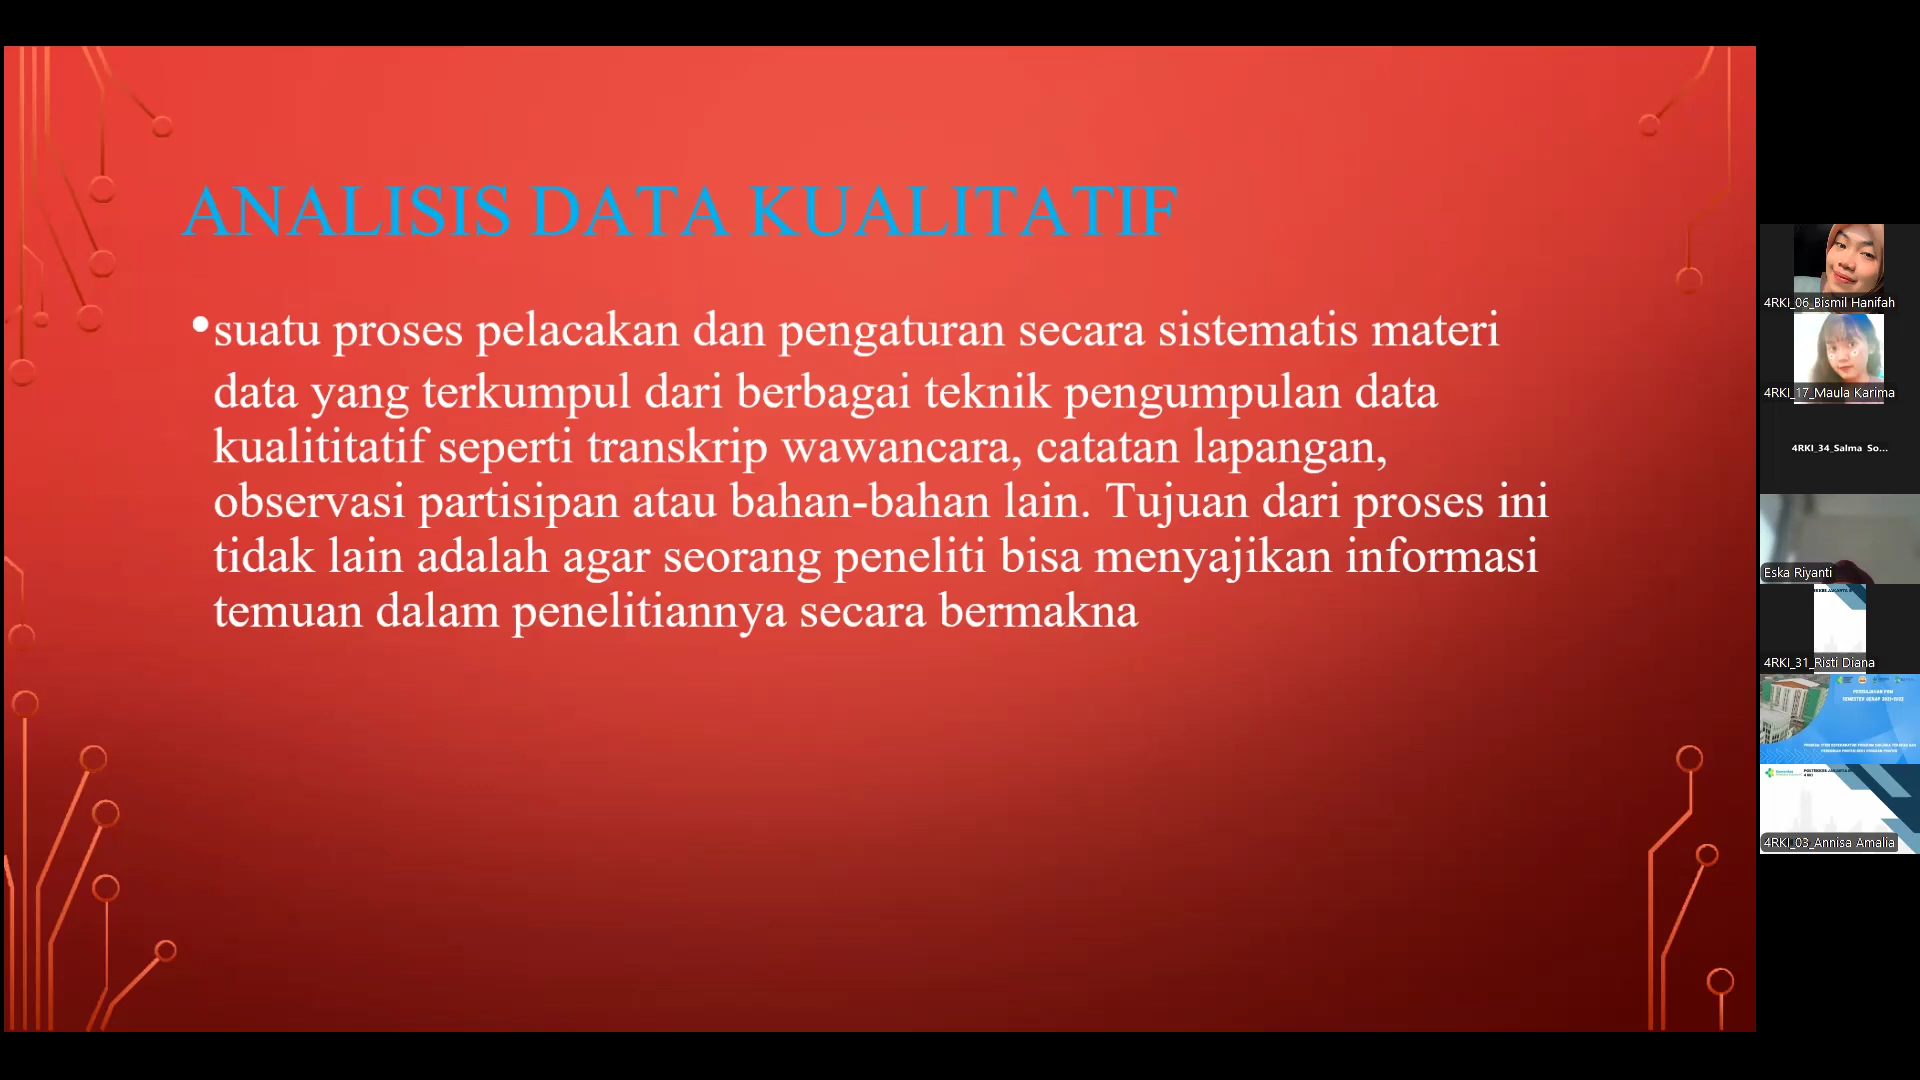 ANALISIS DATA KUALITATIF
•suatu proses pelacakan dan pengaturan secara sistematis materi
data yang terkumpul dari berbagai teknik pengumpulan data
kualititatif seperti transkrip wawancara, catatan lapangan,
observasi partisipan atau bahan-bahan lain. Tujuan dari proses ini
tidak lain adalah agar seorang peneliti bisa menyajikan informasi
temuan dalam penelitiannya secara bermakna
4RKI_06_Bismil Hanifah
4RKI_17_Maula Karima
4RKI_34_Salma So...
Eska Riyanti
4RKI_31_Risti Diana
4RKI_03_Annisa Amalia